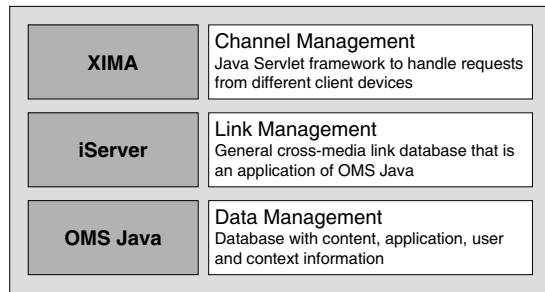 XIMA
Channel Management
Java Servlet framework to handle requests
from different client devices
iServer
Link Management
General cross-media link database that is
an application of OMS Java
OMS Java
Data Management
Database with content, application, user
and context information